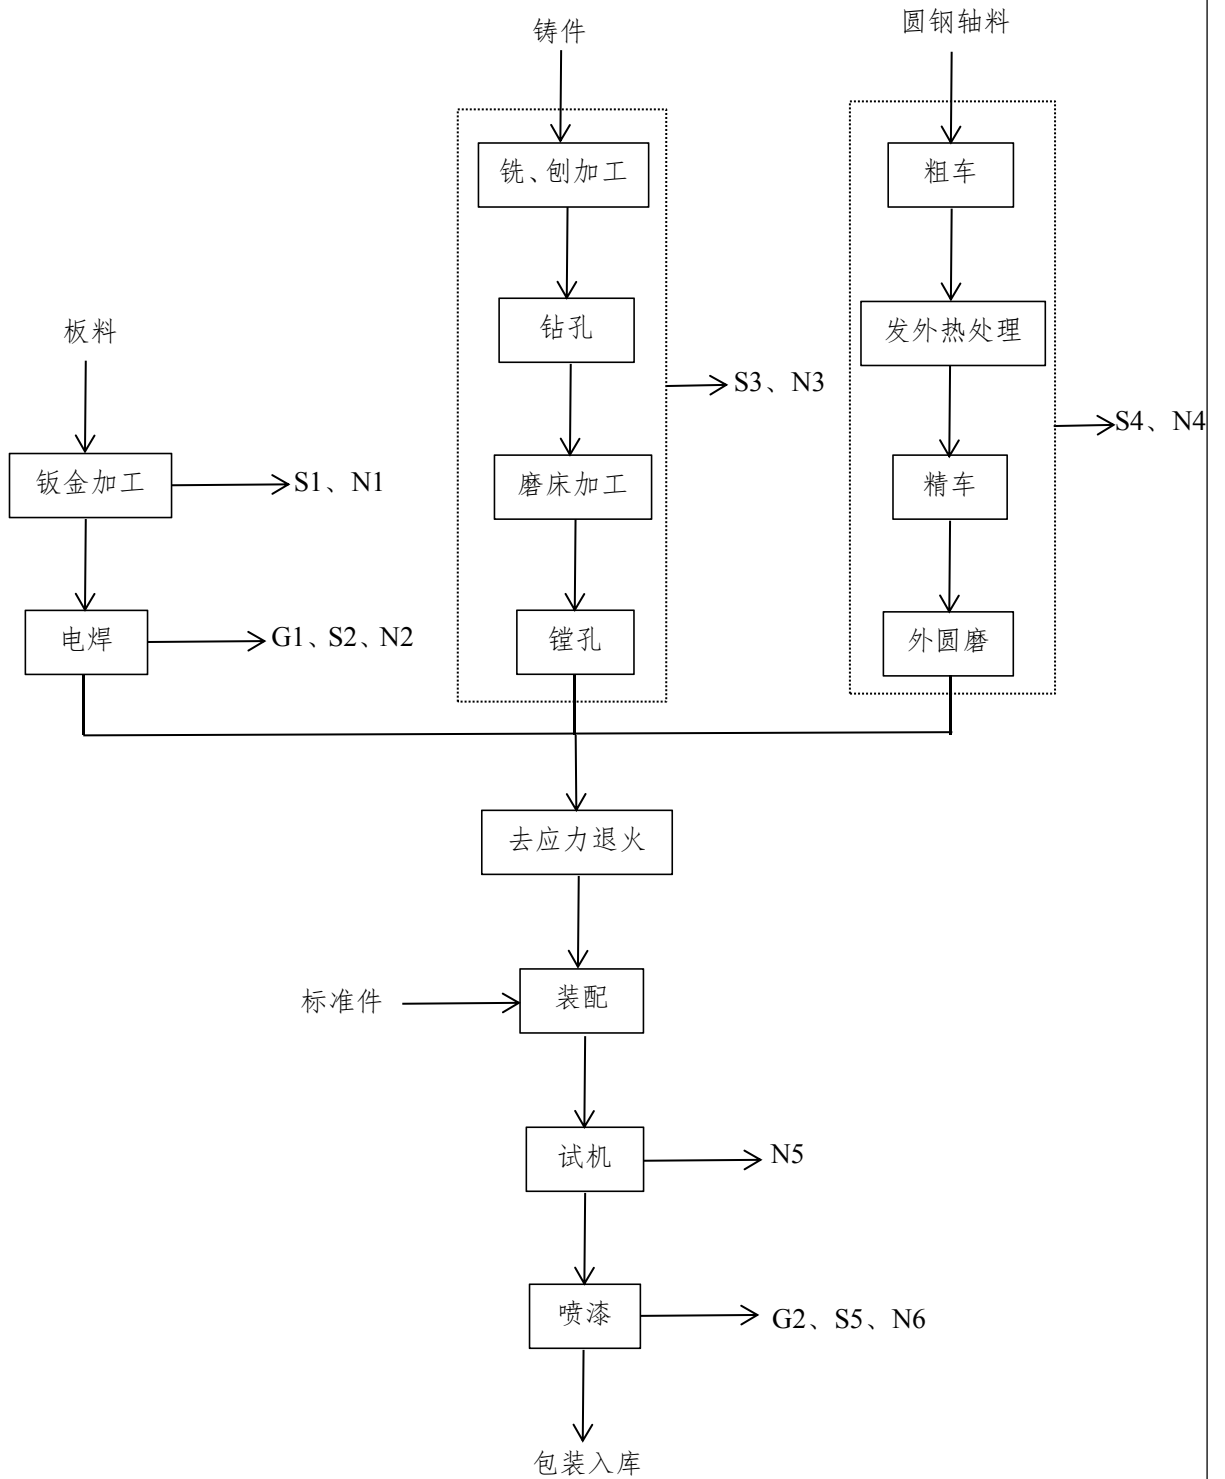 铸件
圆钢轴料
铣、刨加工
粗车
钻孔
发外热处理
板料
S3、N3
S4、N4
钣金加工
S1、N1
磨床加工
精车
电焊
G1、S2、N2
镗孔
外圆磨
去应力退火
标准件
装配
试机
N5
喷漆
G2、S5、N6
包装入库